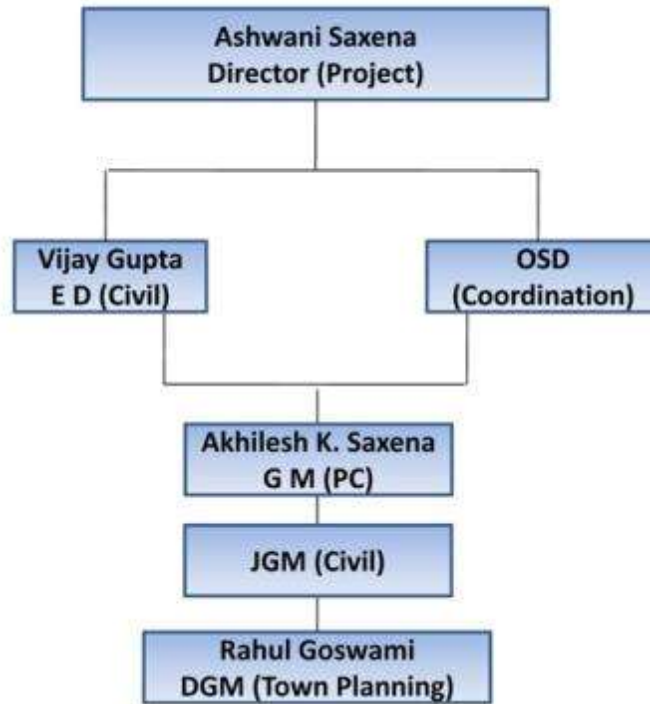 Ashwani Saxena
Director (Project)
Vijay Gupta
E D (Civil)
OSD
(Coordination)
Akhilesh K. Saxena
G M (PC)
JGM (Civil)
Rahul Goswami
DGM (Town Planning)